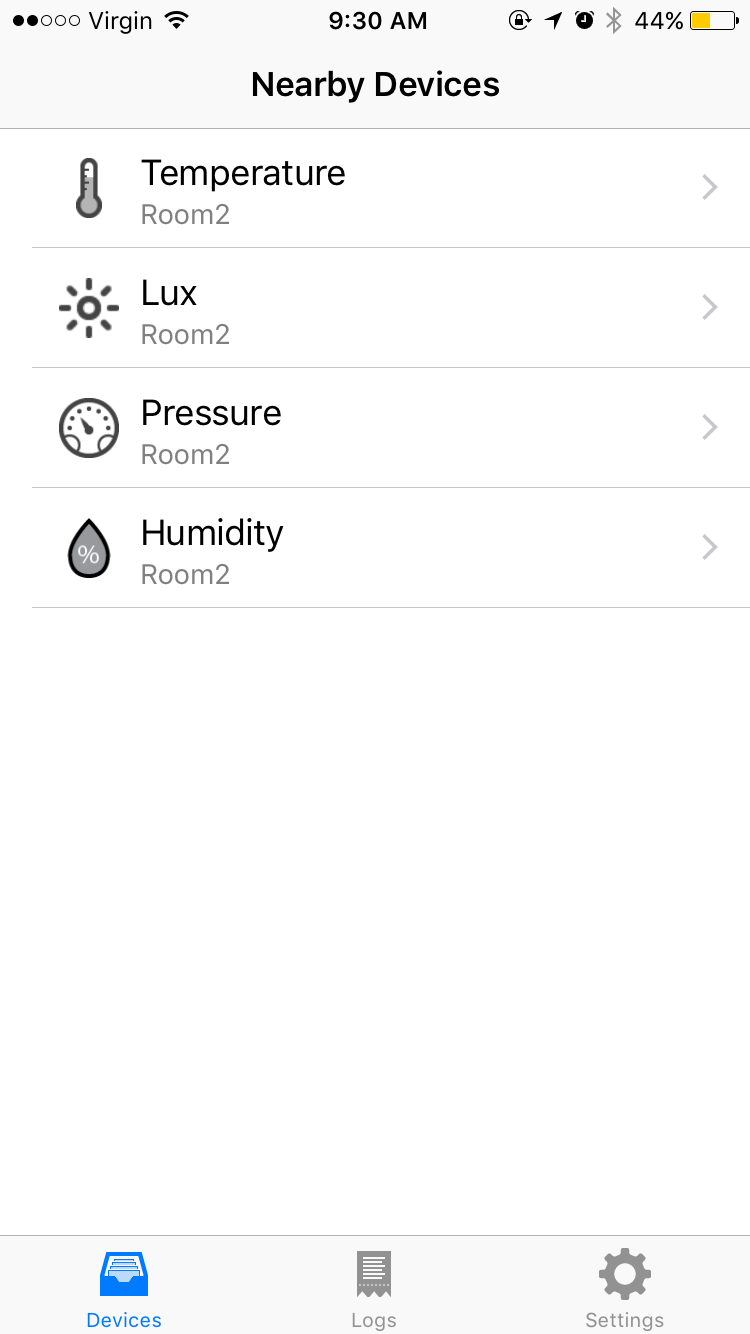 Virgin 9:30 AM 44%
Nearby Devices
Temperature
Room2
Lux
Room2
Pressure
Room2
%
Humidity
Room2
Devices Logs Settings